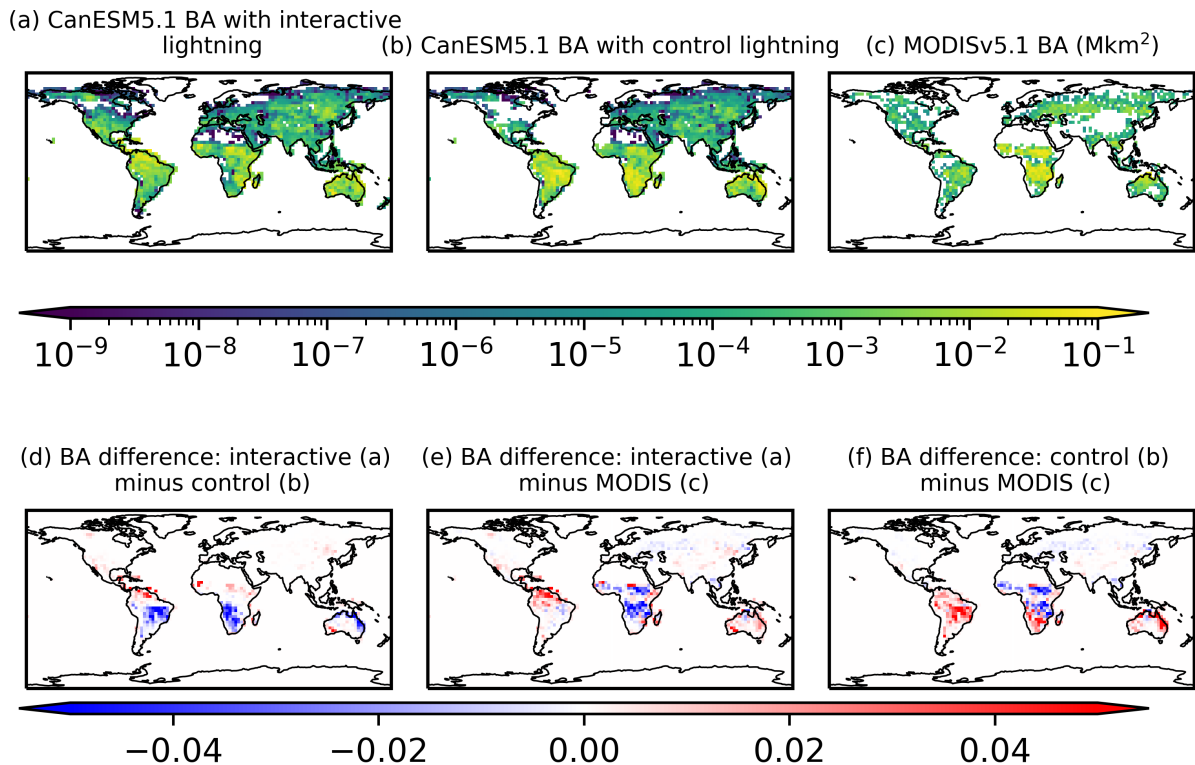 (a) CanESM5.1 BA with interactive
lightning
(b) CanESM5.1 BA with control lightning
(c) MODISv5.1 BA (Mkm²)
10⁻⁹ 10⁻⁸ 10⁻⁷ 10⁻⁶ 10⁻⁵ 10⁻⁴ 10⁻³ 10⁻² 10⁻¹
(d) BA difference: interactive (a)
minus control (b)
(e) BA difference: interactive (a)
minus MODIS (c)
(f) BA difference: control (b)
minus MODIS (c)
−0.04 −0.02 0.00 0.02 0.04